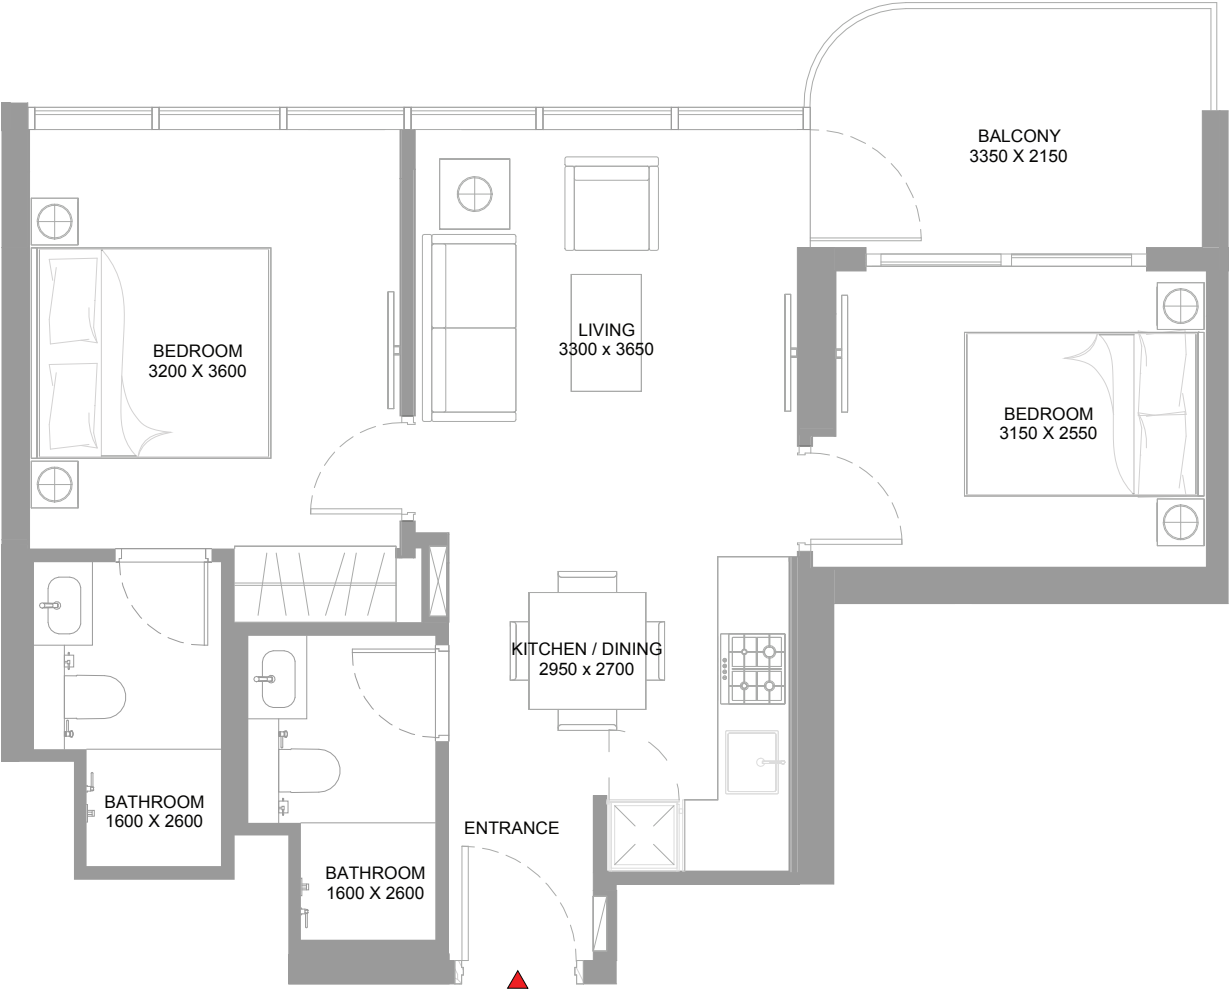 BALCONY
3350 X 2150
LIVING
3300 x 3650
BEDROOM
3200 X 3600
BEDROOM
3150 X 2550
KITCHEN / DINING
2950 x 2700
BATHROOM
1600 X 2600
ENTRANCE
BATHROOM
1600 X 2600